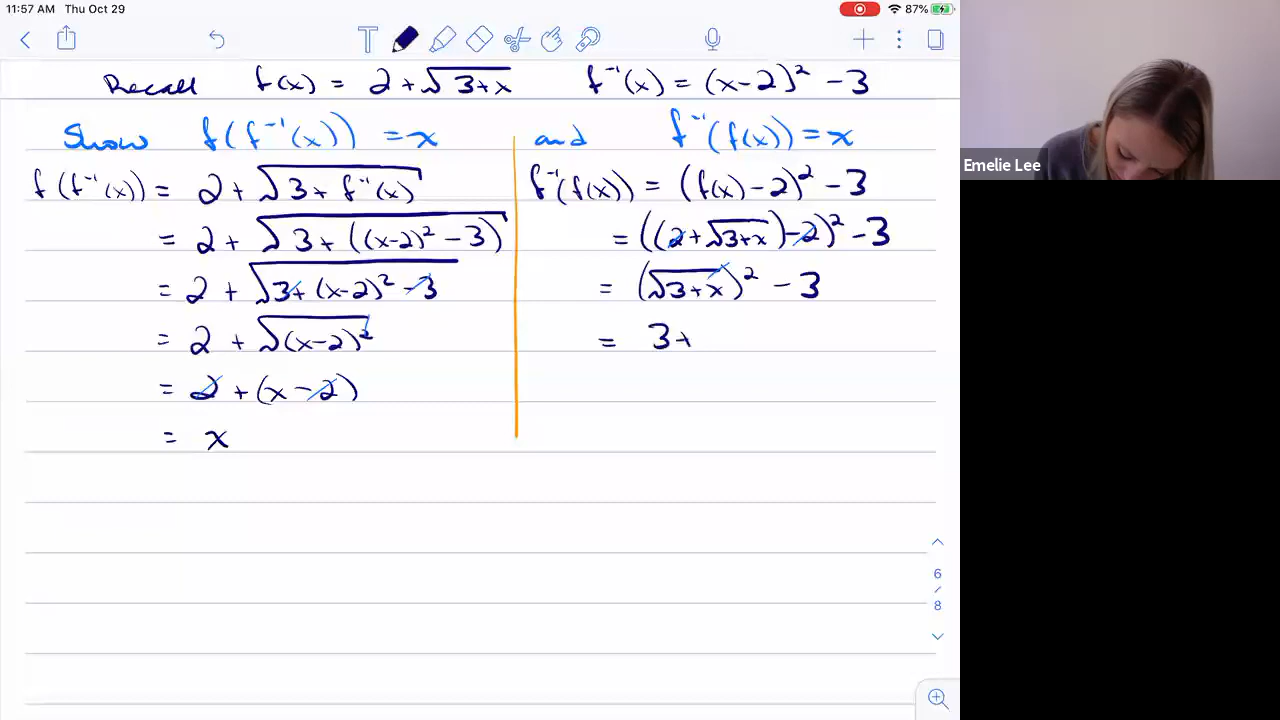 11:57 AM Thu Oct 29
87%
Recall f(x) = 2 + √3+x f⁻¹(x) = (x-2)² - 3
Show f(f⁻¹(x)) = x and f⁻¹(f(x)) = x
f(f⁻¹(x)) = 2 + √3 + f⁻¹(x)
= 2 + √3 + ((x-2)² - 3)
= 2 + √3 + (x-2)² - 3
= 2 + √(x-2)²
= 2 + (x - 2)
= x
f⁻¹(f(x)) = (f(x) - 2)² - 3
= ((2 + √3+x) - 2)² - 3
= (√3+x)² - 3
= 3+
Emelie Lee
6
/
8